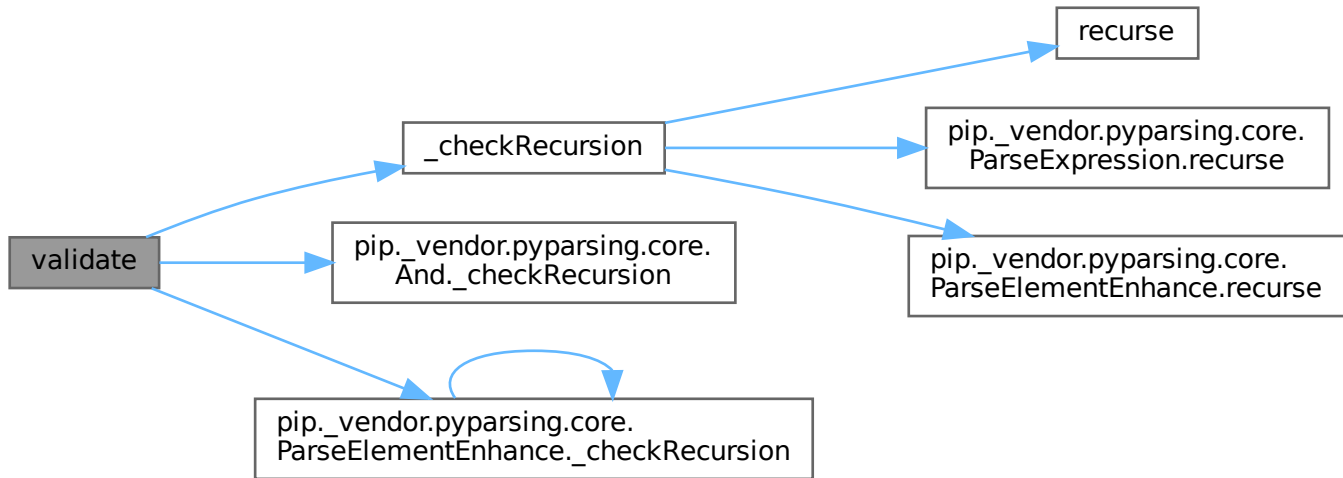 recurse
_checkRecursion
pip._vendor.pyparsing.core.
ParseExpression.recurse
validate
pip._vendor.pyparsing.core.
And._checkRecursion
pip._vendor.pyparsing.core.
ParseElementEnhance.recurse
pip._vendor.pyparsing.core.
ParseElementEnhance._checkRecursion